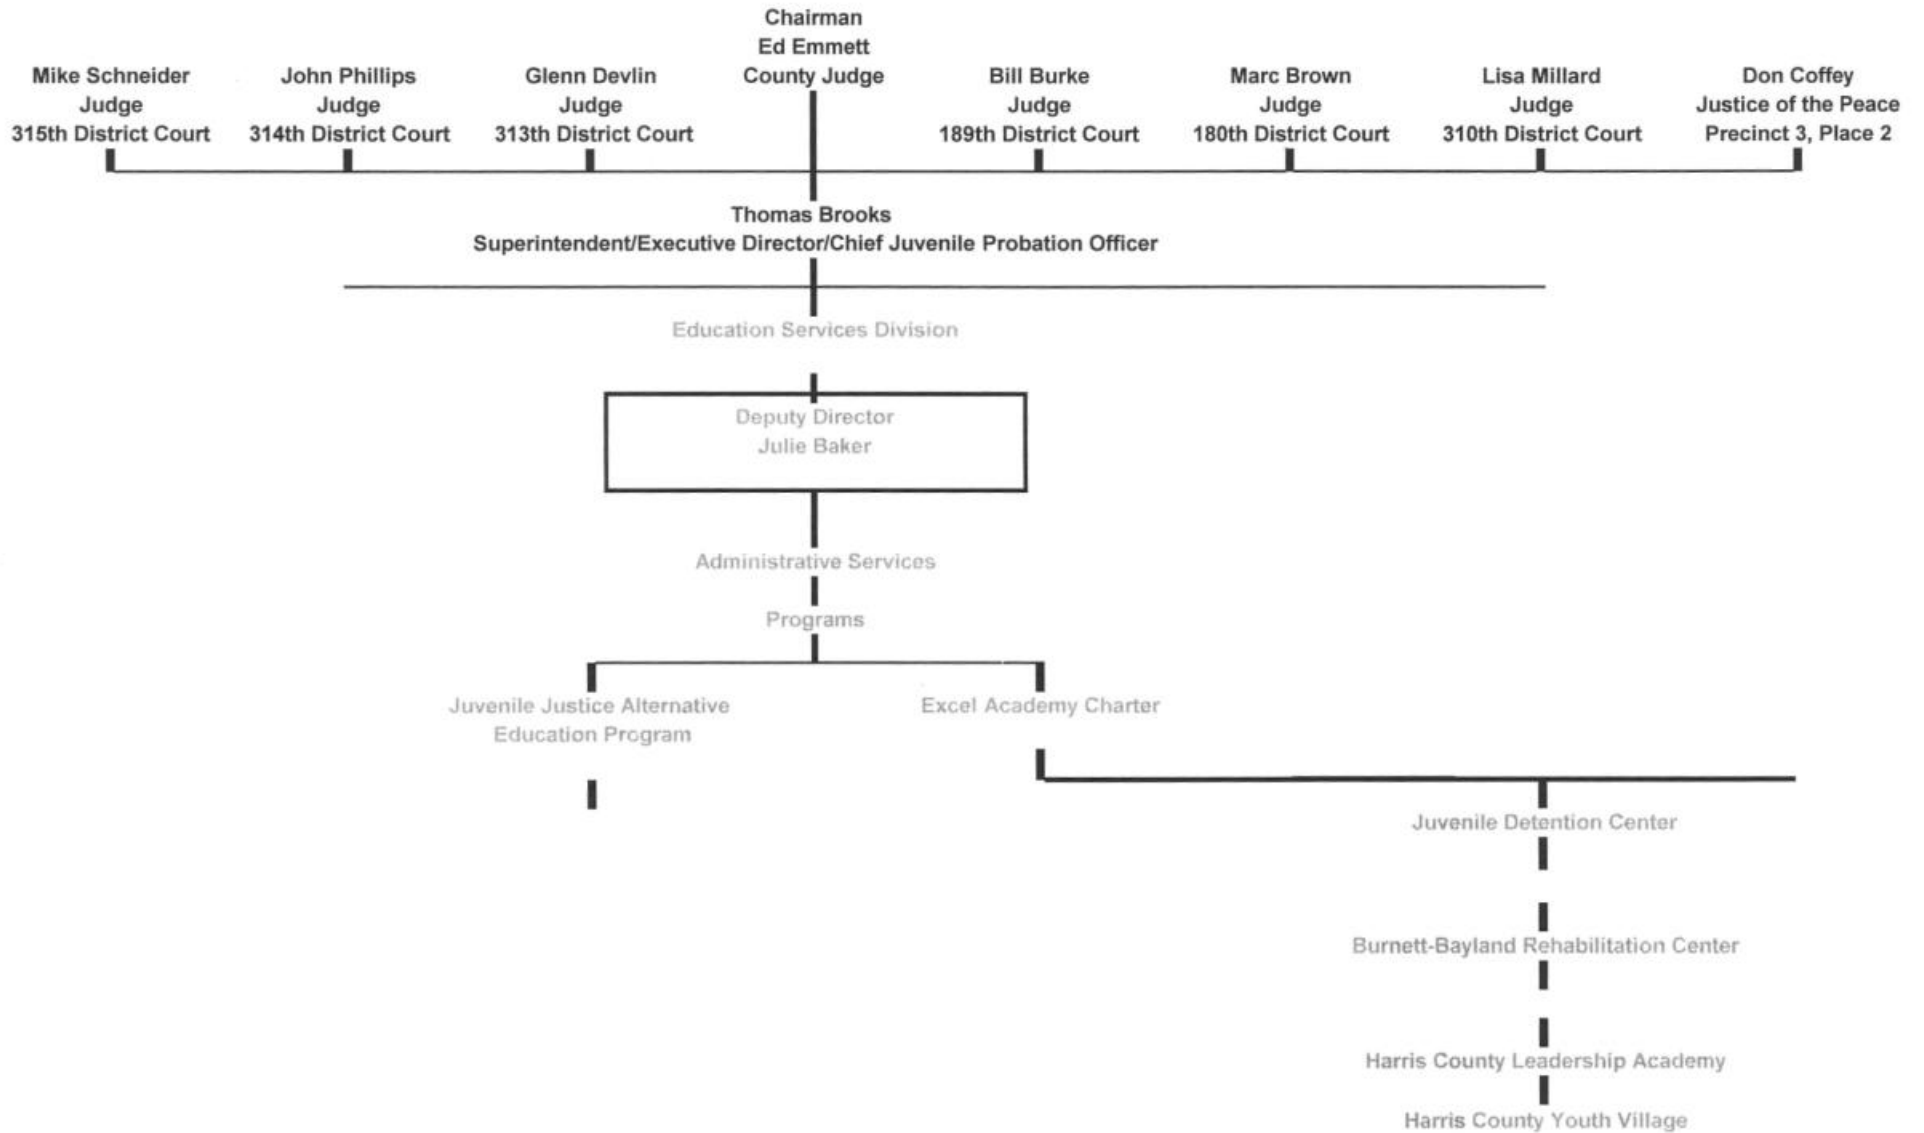 Chairman
Ed Emmett
County Judge
Mike Schneider
Judge
315th District Court
John Phillips
Judge
314th District Court
Glenn Devlin
Judge
313th District Court
Bill Burke
Judge
189th District Court
Marc Brown
Judge
180th District Court
Lisa Millard
Judge
310th District Court
Don Coffey
Justice of the Peace
Precinct 3, Place 2
Thomas Brooks
Superintendent/Executive Director/Chief Juvenile Probation Officer
Education Services Division
Deputy Director
Julie Baker
Administrative Services
Programs
Juvenile Justice Alternative
Education Program
Excel Academy Charter
Juvenile Detention Center
Burnett-Bayland Rehabilitation Center
Harris County Leadership Academy
Harris County Youth Village